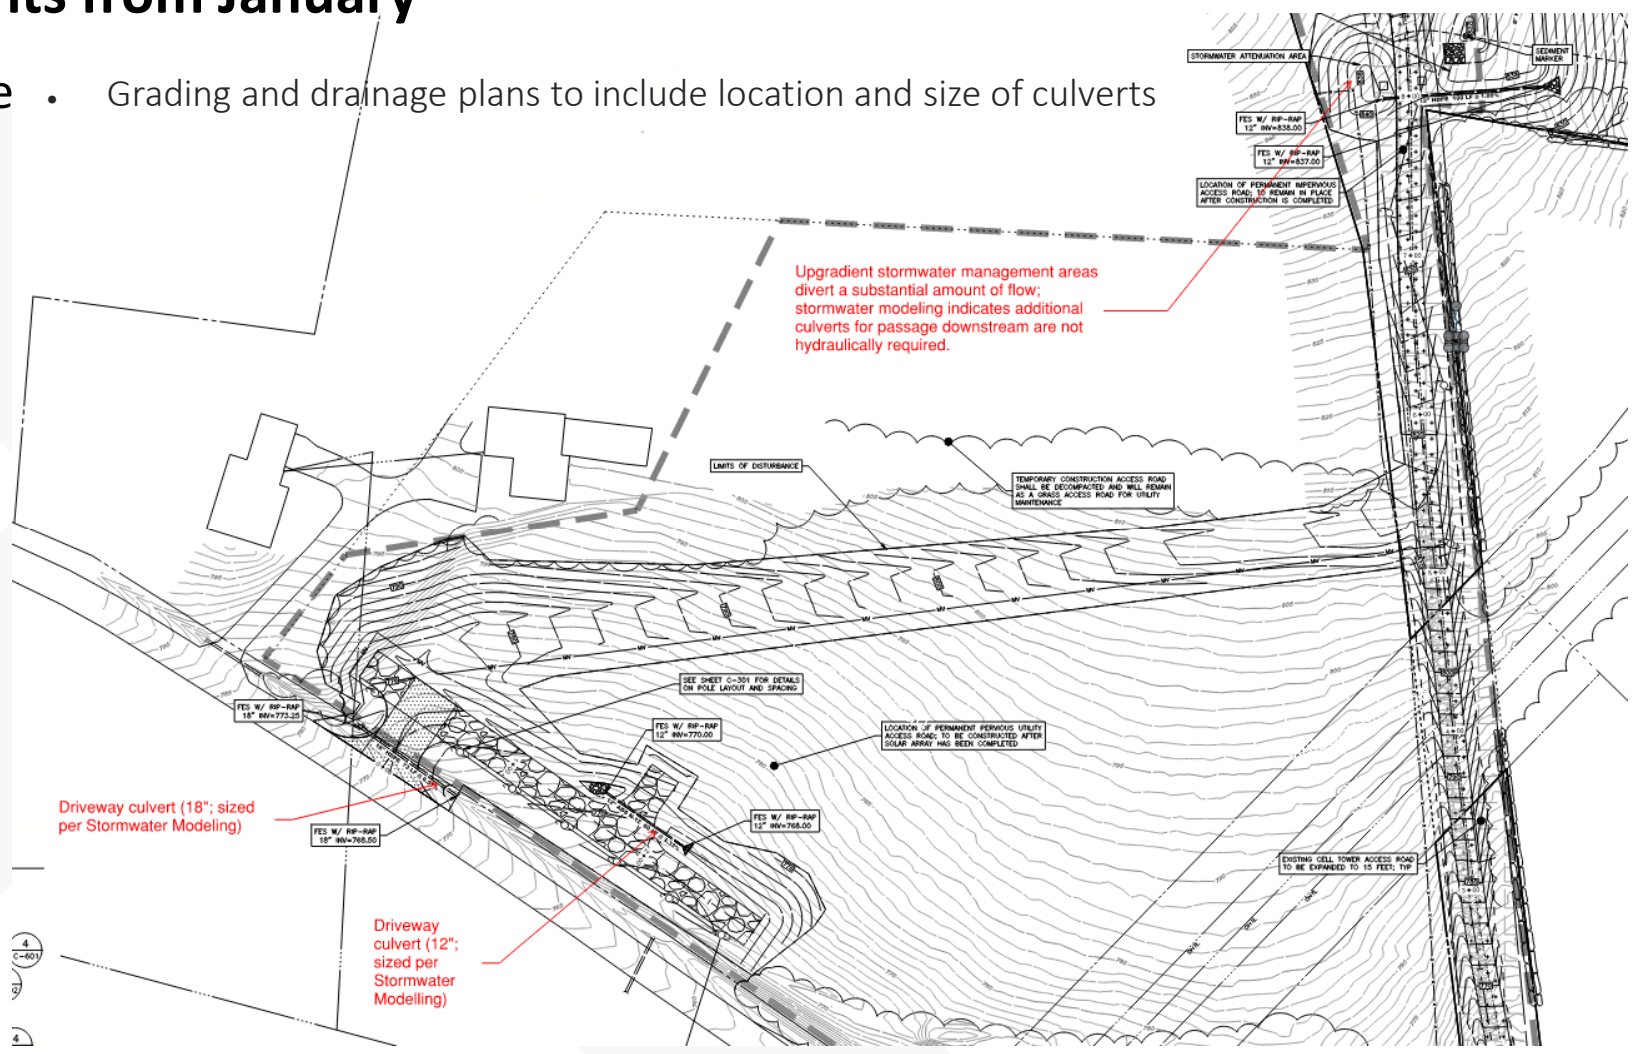 nts from January
e • Grading and drainage plans to include location and size of culverts
STORMWATER ATTENUATION AREA
SEDIMENT
MARKER
FES W/ RIP-RAP
12" INV=838.00
FES W/ RIP-RAP
12" INV=837.00
LOCATION OF PERMANENT IMPERVIOUS
ACCESS ROAD; TO REMAIN IN PLACE
AFTER CONSTRUCTION IS COMPLETED
Upgradient stormwater management areas
divert a substantial amount of flow;
stormwater modeling indicates additional
culverts for passage downstream are not
hydraulically required.
LIMITS OF DISTURBANCE
TEMPORARY CONSTRUCTION ACCESS ROAD
SHALL BE DECOMPACTED AND WILL REMAIN
AS A GRASS ACCESS ROAD FOR UTILITY
MAINTENANCE
SEE SHEET C-301 FOR DETAILS
ON POLE LAYOUT AND SPACING
FES W/ RIP-RAP
18" INV=773.25
FES W/ RIP-RAP
12" INV=770.00
LOCATION OF PERMANENT PERVIOUS UTILITY
ACCESS ROAD; TO BE CONSTRUCTED AFTER
SOLAR ARRAY HAS BEEN COMPLETED
Driveway culvert (18"; sized
per Stormwater Modeling)
FES W/ RIP-RAP
18" INV=768.50
FES W/ RIP-RAP
12" INV=768.00
EXISTING CELL TOWER ACCESS ROAD
TO BE EXPANDED TO 15 FEET; TYP
Driveway
culvert (12";
sized per
Stormwater
Modelling)
4
C-601
4